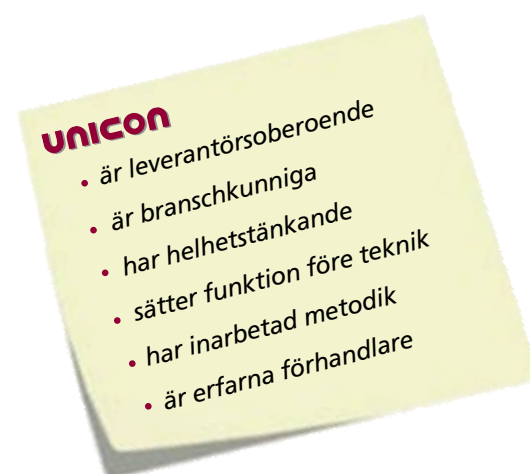 unicon
• är leverantörsoberoende
• är branschkunniga
• har helhetstänkande
• sätter funktion före teknik
• har inarbetad metodik
• är erfarna förhandlare